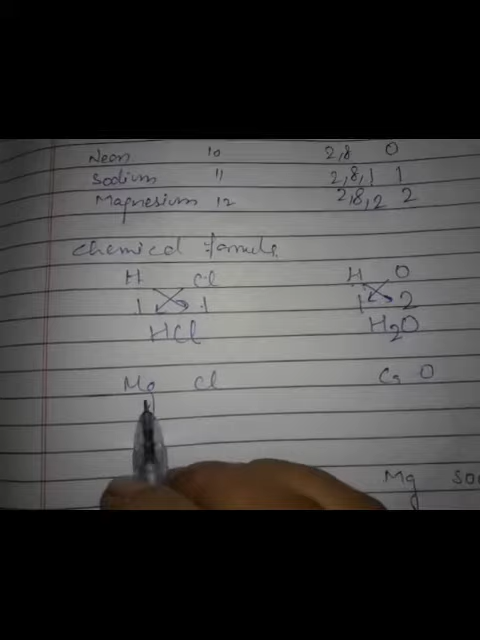 Neon 10 2,8 0
Sodium 11 2,8,1 1
Magnesium 12 2,8,2 2
Chemical formula
H Cl H O
1 1 1 2
HCl H2O
Mg Cl Ca O
Mg